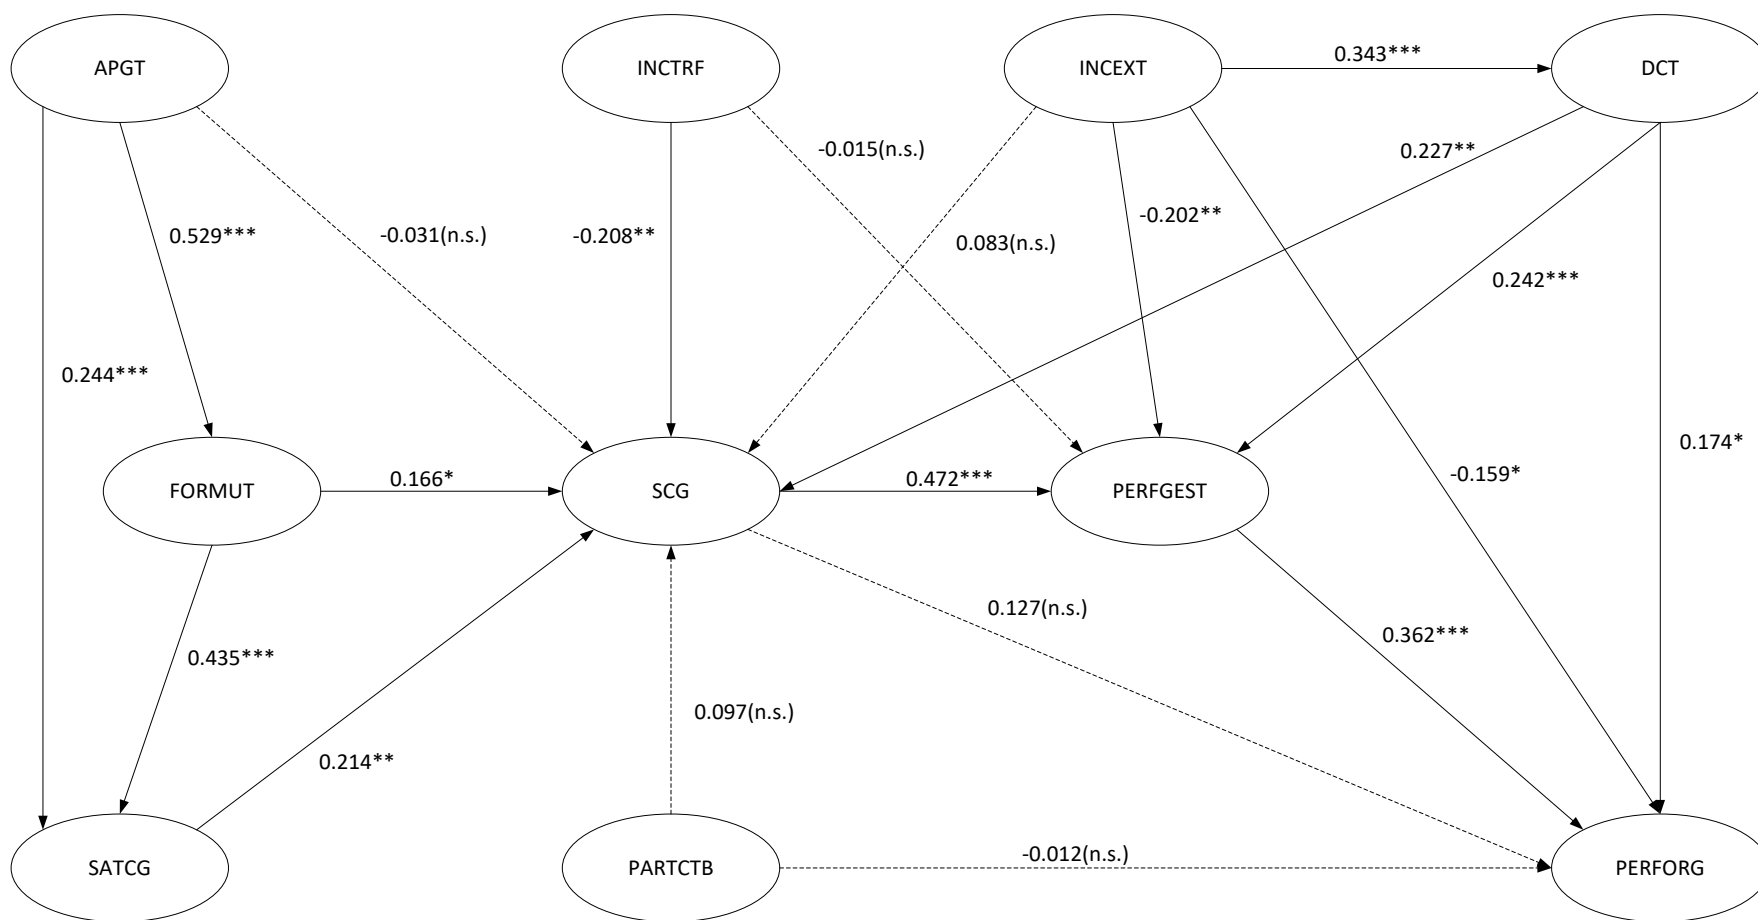 APGT
INCTRF
INCEXT
0.343***
DCT
-0.015(n.s.)
0.227**
0.529***
-0.031(n.s.)
-0.208**
0.083(n.s.)
-0.202**
0.242***
0.244***
0.174*
-0.159*
FORMUT
0.166*
SCG
0.472***
PERFGEST
0.127(n.s.)
0.362***
0.435***
0.097(n.s.)
0.214**
SATCG
PARTCTB
-0.012(n.s.)
PERFORG